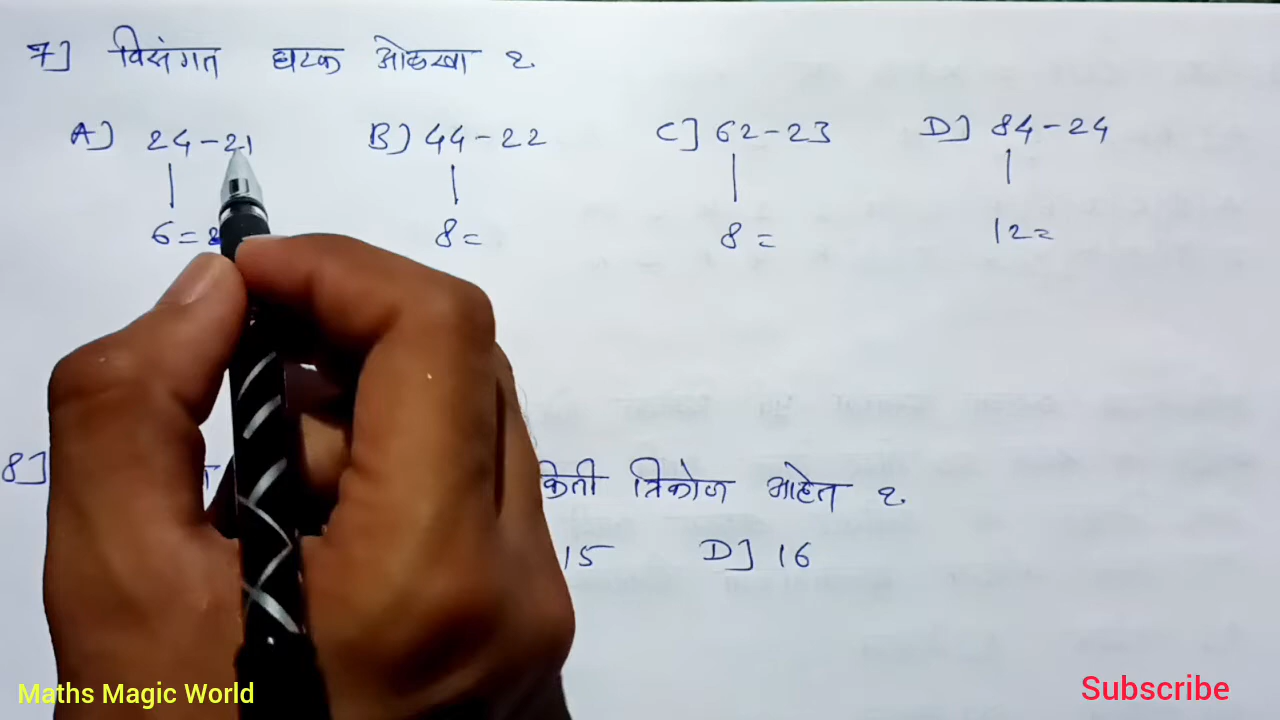 7] विसंगत घटक ओळखा ?
A) 24-21 B) 44-22 C] 62-23 D] 84-24
6= 8= 8= 12=
8] किती त्रिकोण आहेत ?
15 D] 16
Maths Magic World Subscribe